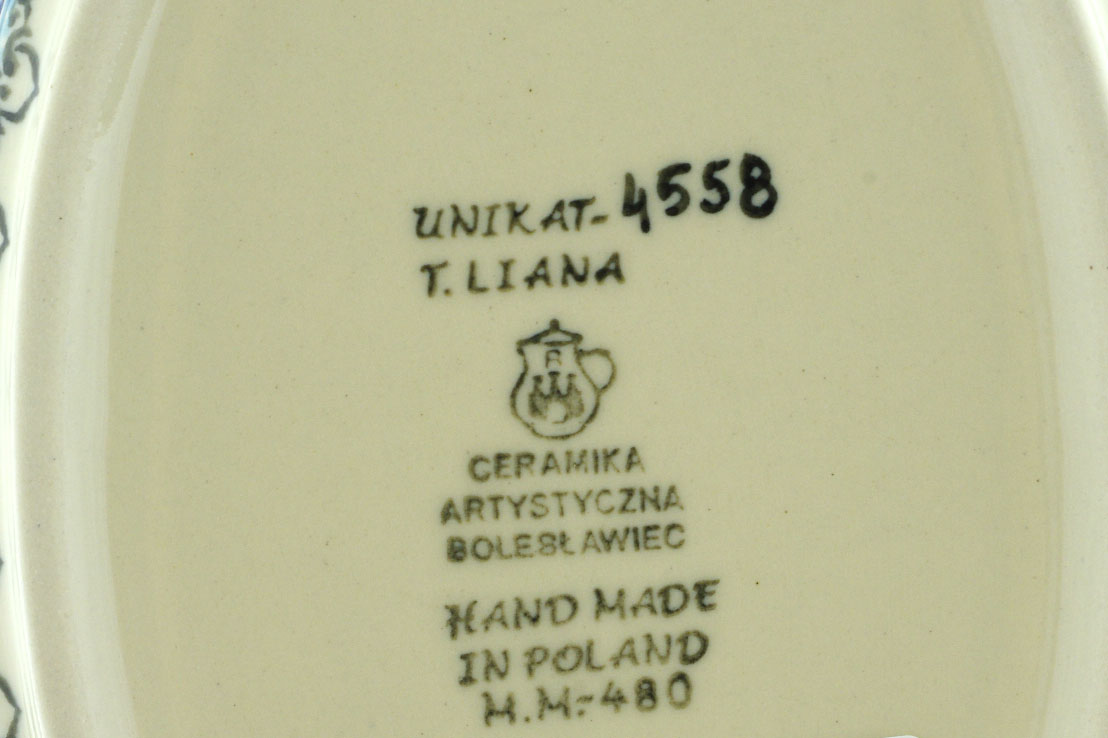 UNIKAT-4558
T. LIANA
CERAMIKA
ARTYSTYCZNA
BOLESŁAWIEC
HAND MADE
IN POLAND
M.M.-480